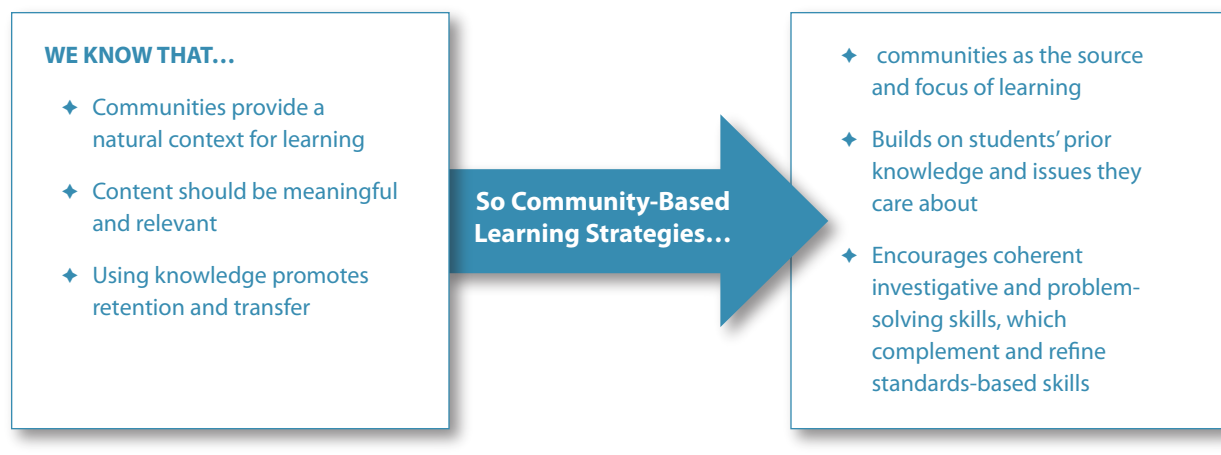 WE KNOW THAT…
✦ Communities provide a
natural context for learning
✦ Content should be meaningful
and relevant
✦ Using knowledge promotes
retention and transfer
So Community-Based
Learning Strategies…
✦ communities as the source
and focus of learning
✦ Builds on students’ prior
knowledge and issues they
care about
✦ Encourages coherent
investigative and problem-
solving skills, which
complement and refine
standards-based skills